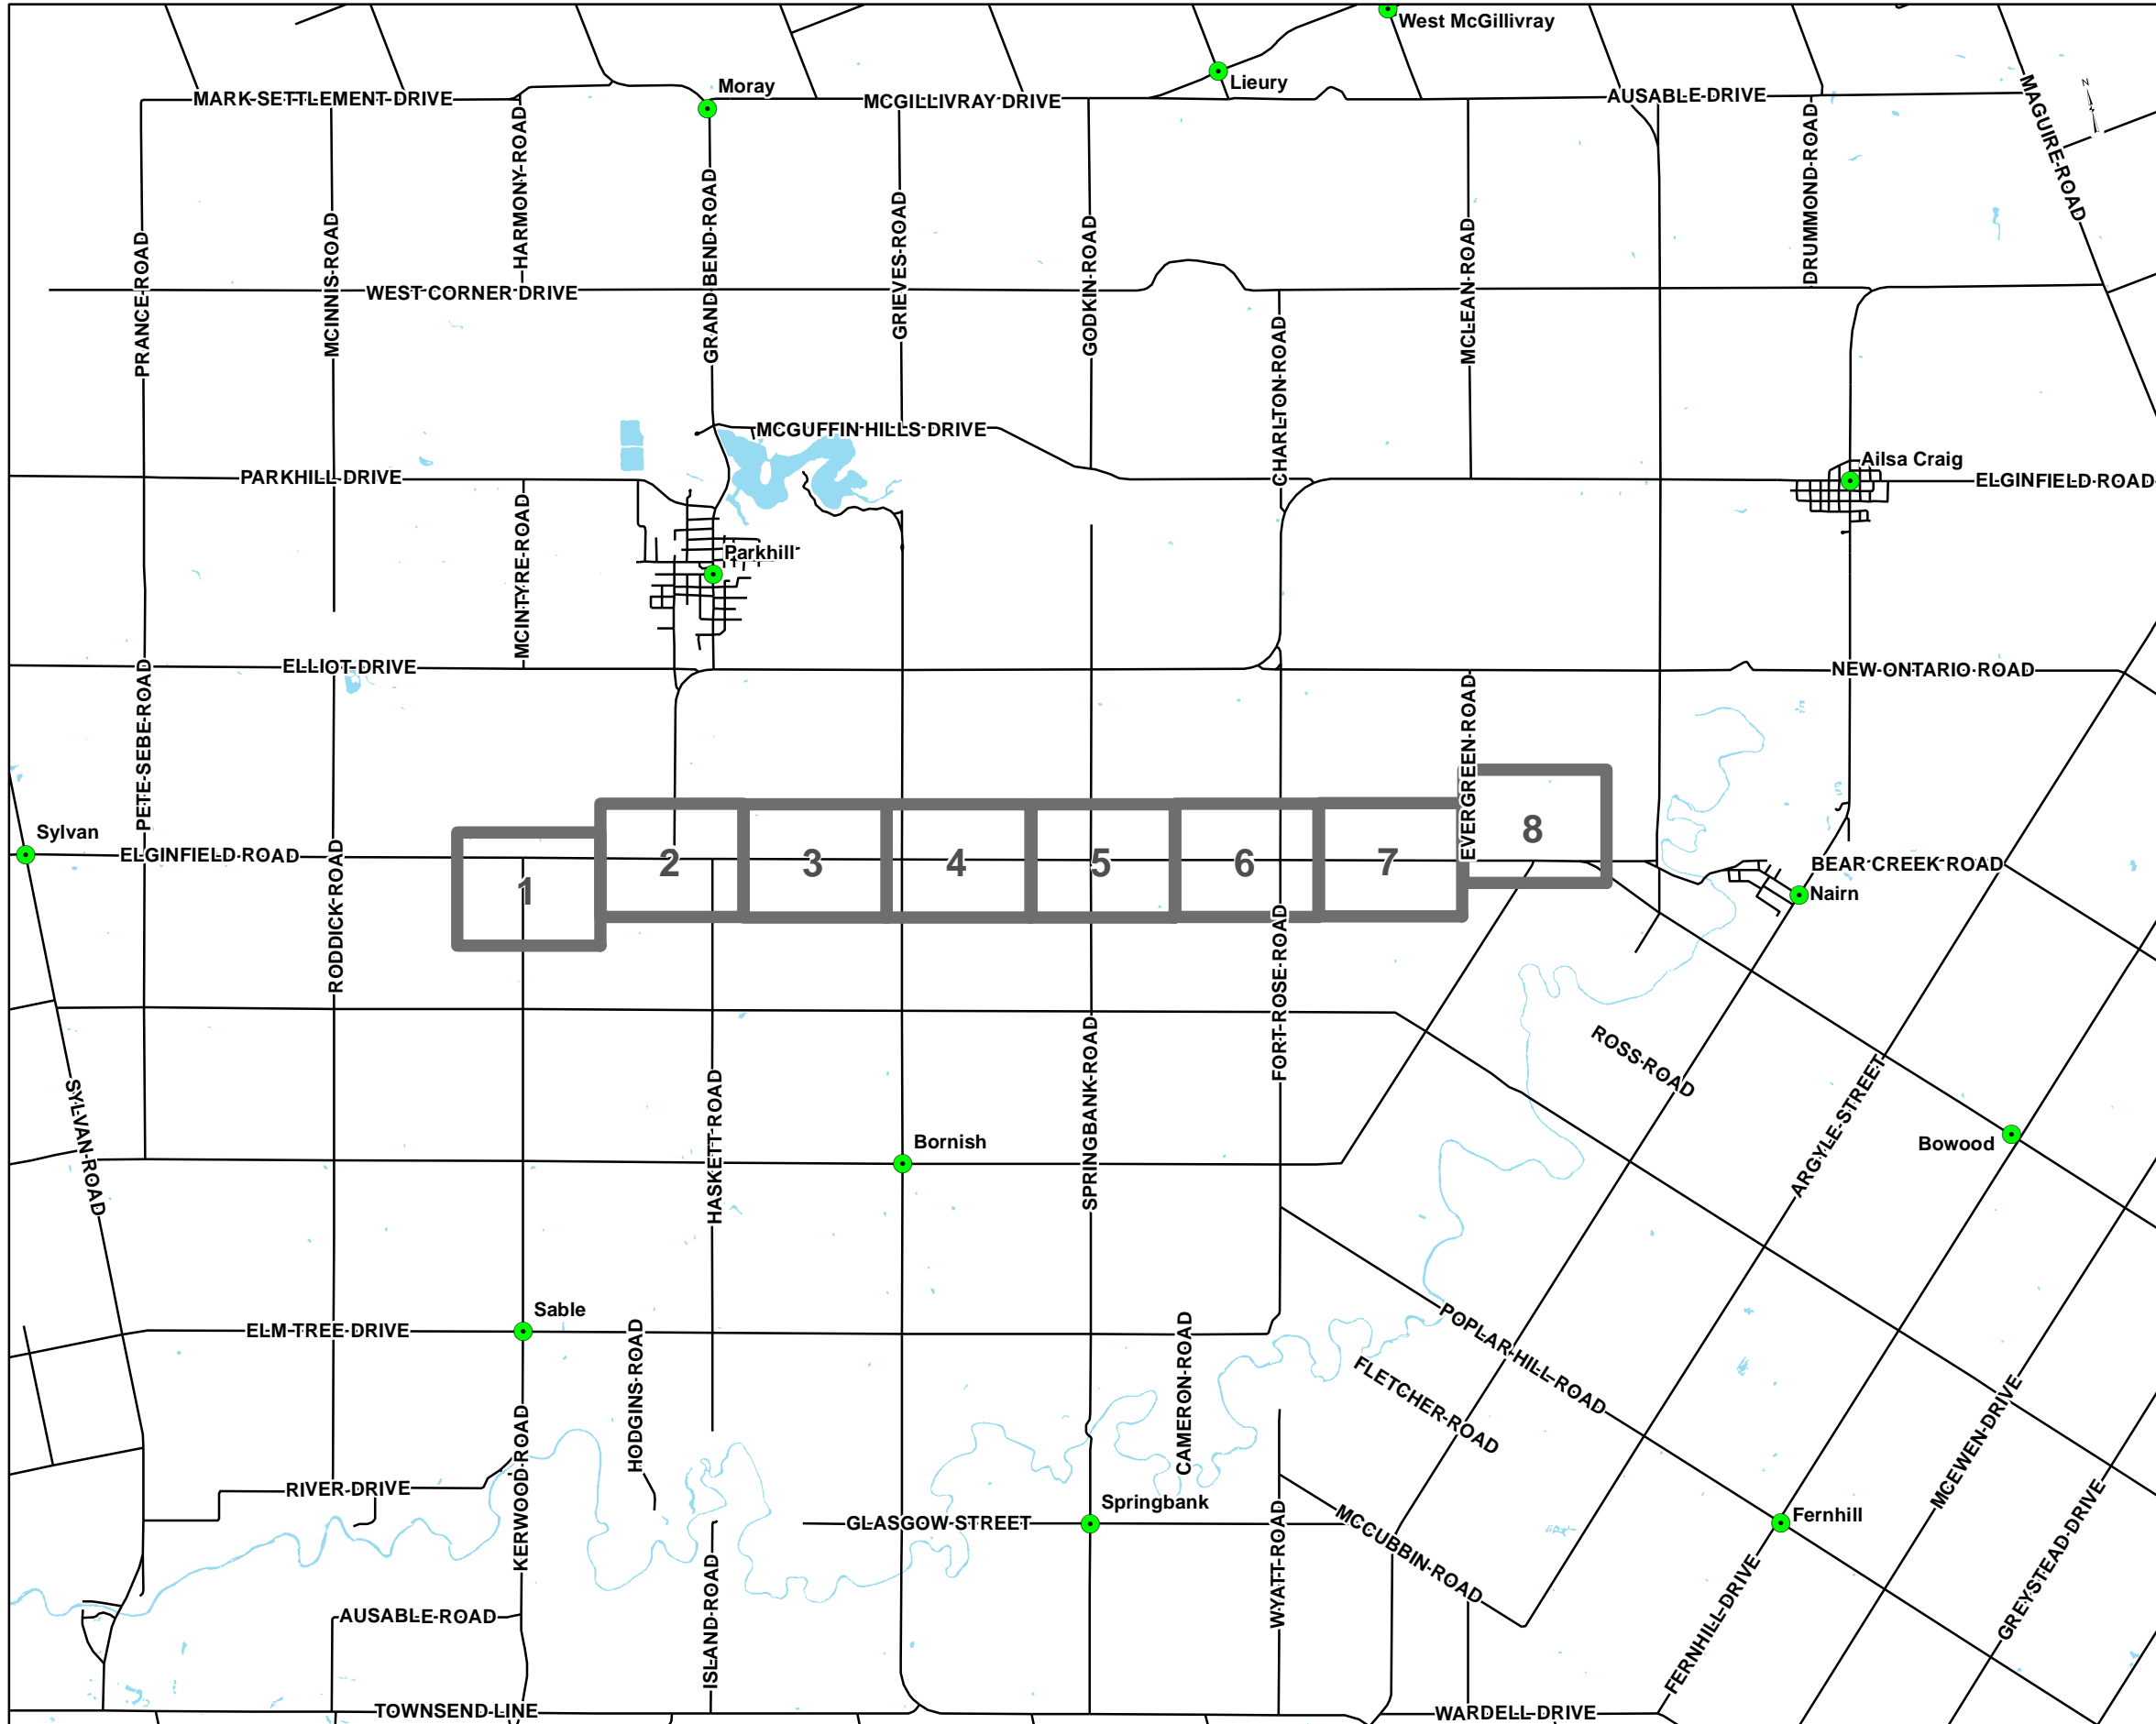 West McGillivray
Lieury
Moray
MARK SETTLEMENT DRIVE
MCGILLIVRAY DRIVE
AUSABLE DRIVE
N
MAGUIRE ROAD
HARMONY ROAD
DRUMMOND ROAD
PRANCE ROAD
MCINNIS ROAD
GRAND BEND ROAD
GRIEVES ROAD
GODKIN ROAD
MCLEAN ROAD
WEST CORNER DRIVE
CHARLTON ROAD
MCGUFFIN HILLS DRIVE
PARKHILL DRIVE
Ailsa Craig
ELGINFIELD ROAD
MCINTYRE ROAD
Parkhill
ELLIOT DRIVE
NEW ONTARIO ROAD
PETE SEBE ROAD
EVERGREEN ROAD
Sylvan
ELGINFIELD ROAD
RODDICK ROAD
1
2
3
4
5
6
7
8
BEAR CREEK ROAD
Nairn
FORT ROSE ROAD
ROSS ROAD
SYLVAN ROAD
HASKETT ROAD
SPRINGBANK ROAD
ARGYLE STREET
Bornish
Bowood
Sable
ELM TREE DRIVE
HODGINS ROAD
CAMERON ROAD
POPLAR HILL ROAD
FLETCHER ROAD
KERWOOD ROAD
MCEWEN DRIVE
RIVER DRIVE
Springbank
GLASGOW STREET
WYATT ROAD
MCCUBBIN ROAD
Fernhill
GREYSTEAD DRIVE
FERNHILL DRIVE
ISLAND ROAD
AUSABLE ROAD
TOWNSEND LINE
WARDELL DRIVE